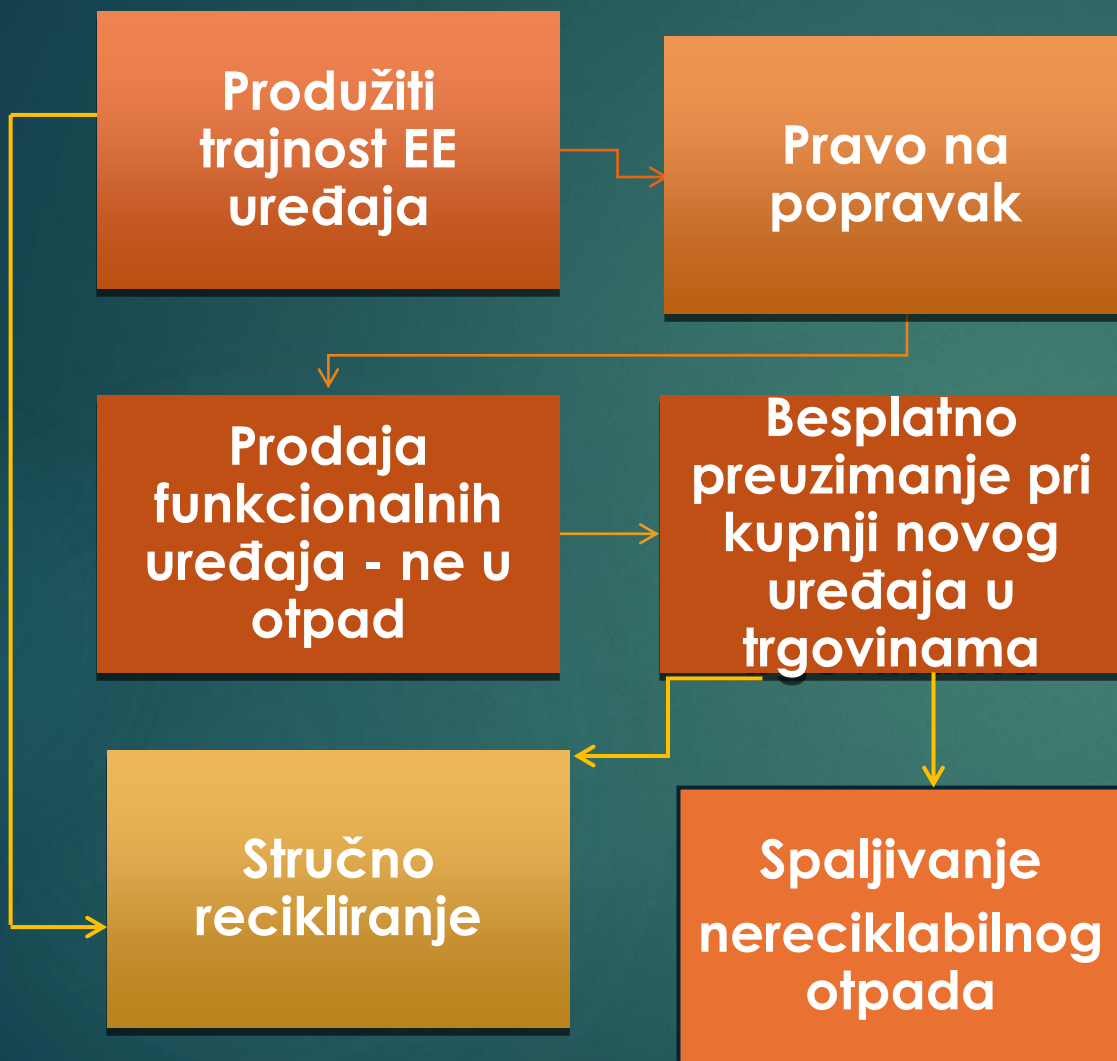 Produžiti
trajnost EE
uređaja
Pravo na
popravak
Prodaja
funkcionalnih
uređaja - ne u
otpad
Besplatno
preuzimanje pri
kupnji novog
uređaja u
trgovinama
Stručno
recikliranje
Spaljivanje
nereciklabilnog
otpada